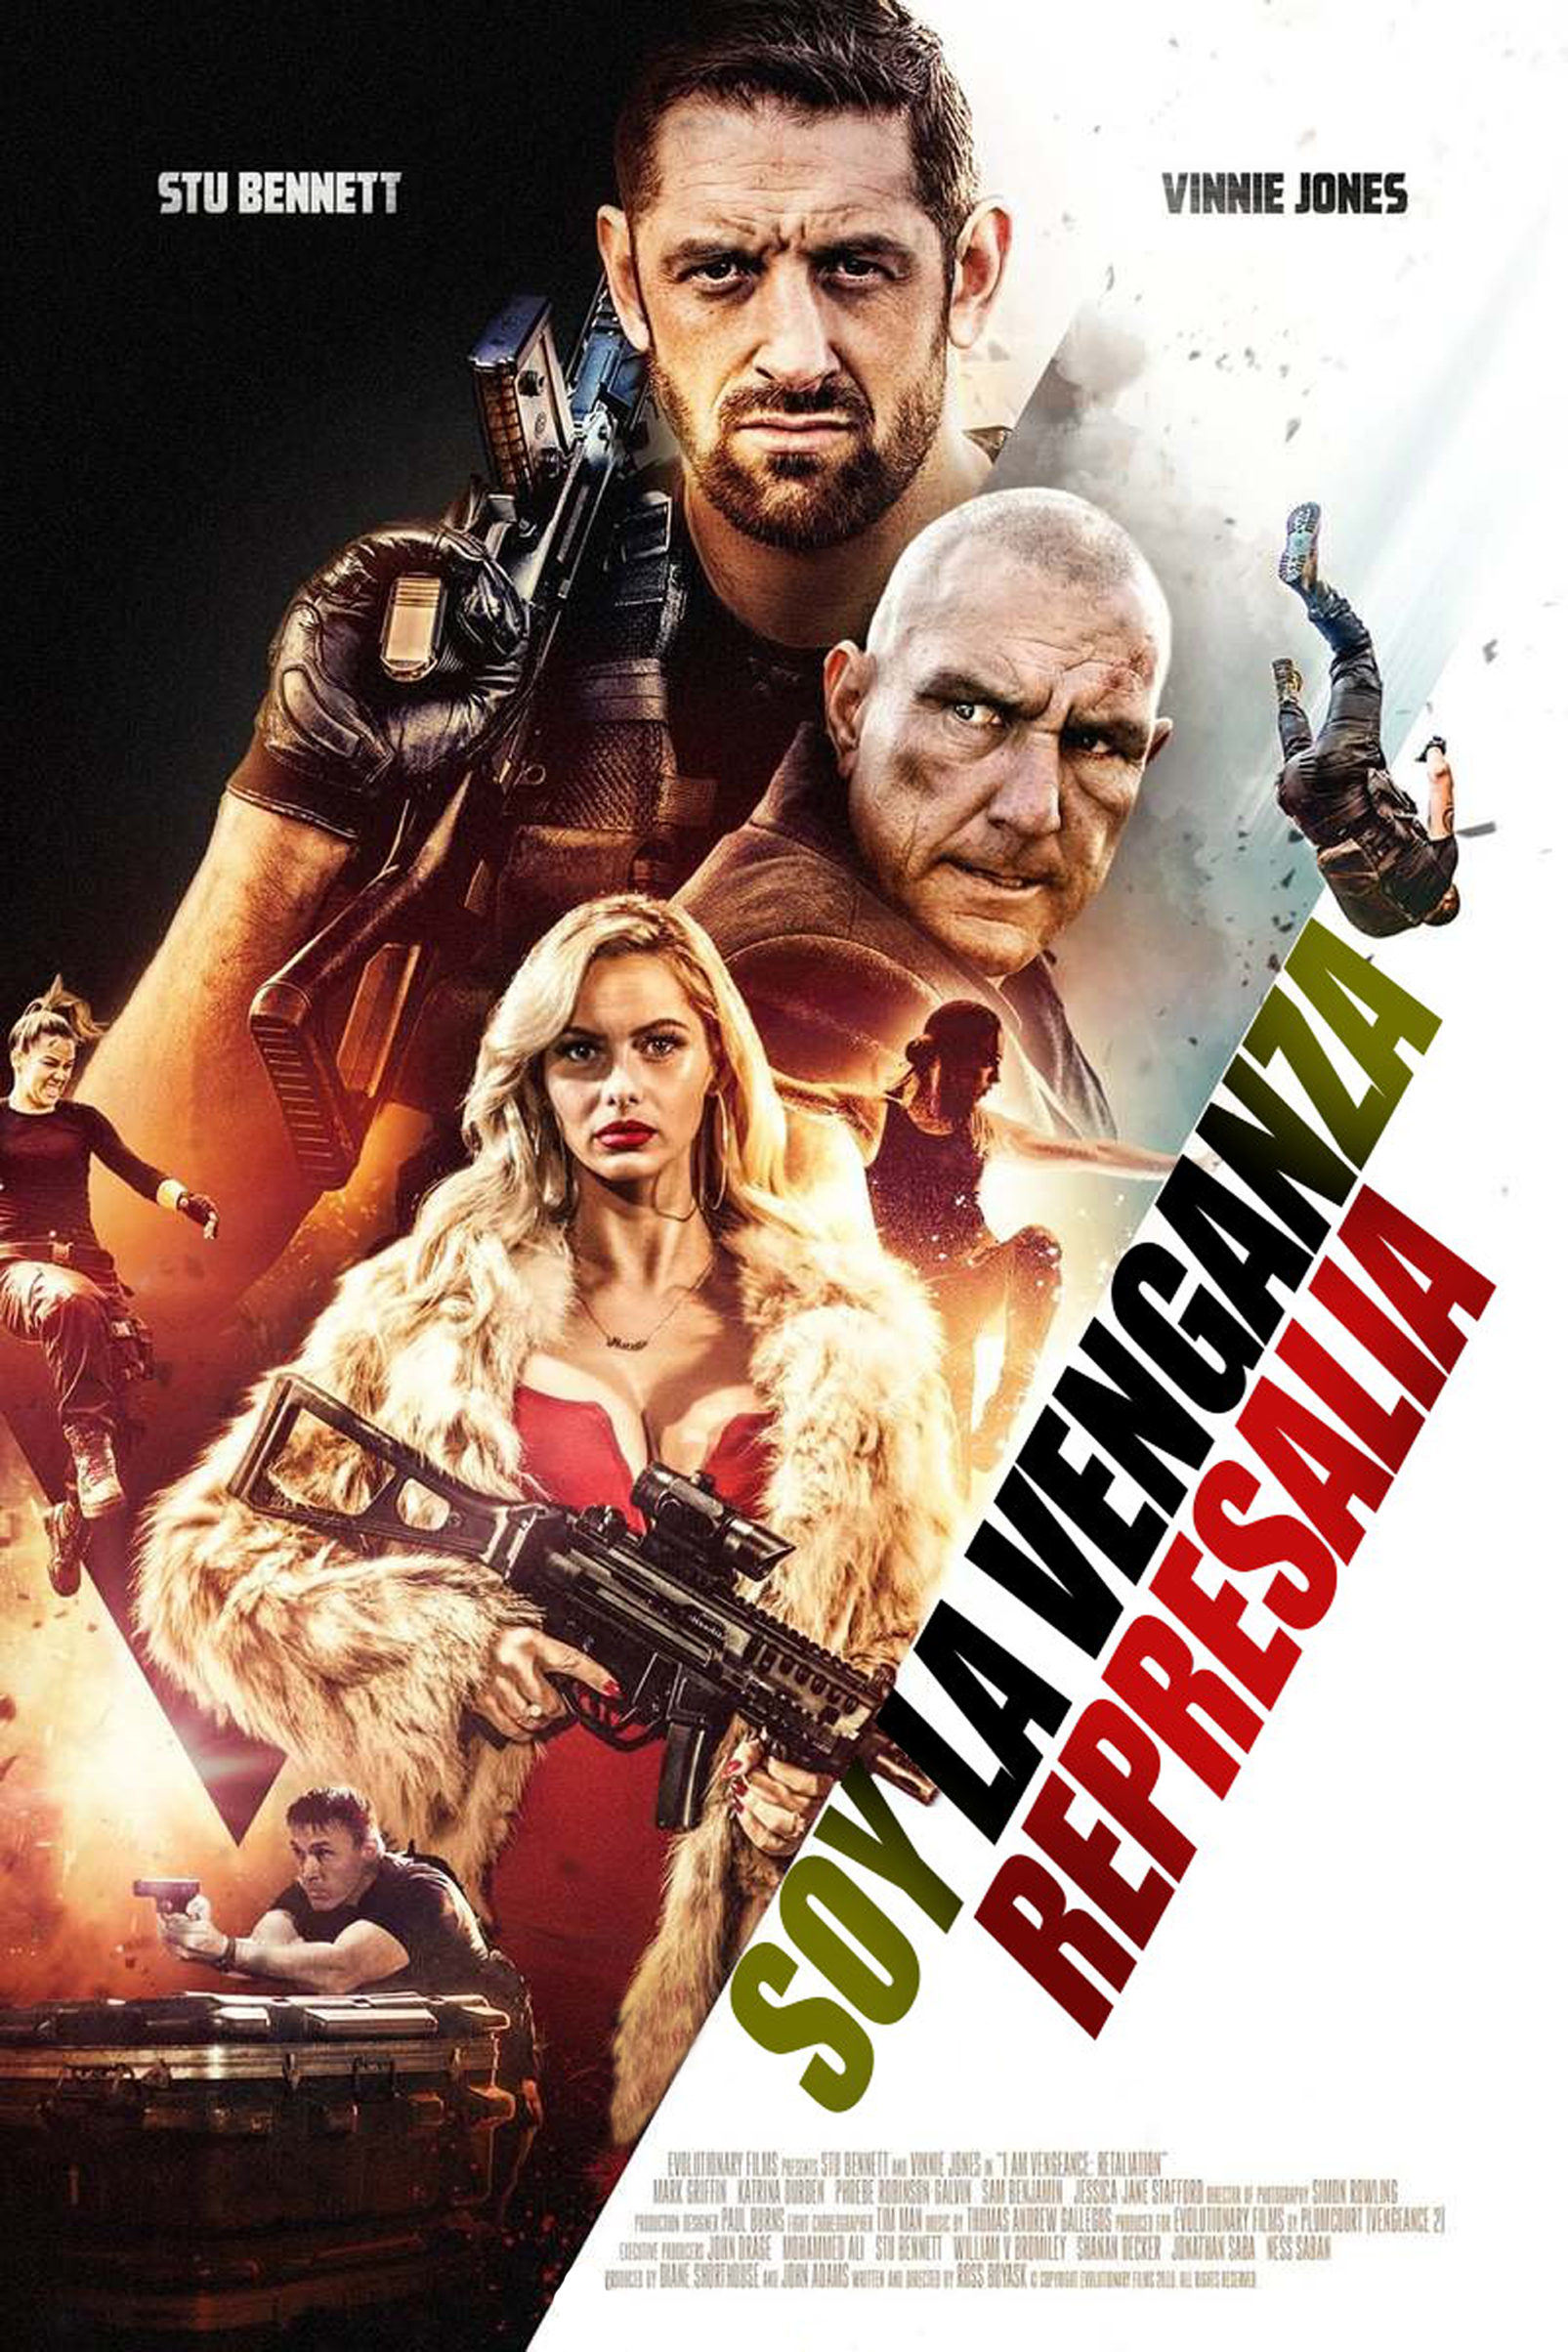 STU BENNETT
VINNIE JONES
SOY LA VENGANZA
REPRESALIA
EVOLUTIONARY FILMS PRESENTS STU BENNETT AND VINNIE JONES IN "I AM VENGEANCE: RETALIATION"
MARK GRIFFIN KATRINA DURDEN PHOEBE ROBINSON GALVIN SAM BENJAMIN JESSICA JANE STAFFORD DIRECTOR OF PHOTOGRAPHY SIMON ROWLING
PRODUCTION DESIGNER PAUL BURNS FIGHT CHOREOGRAPHER TIM MAN MUSIC BY THOMAS ANDREW GALLEGOS PRODUCED FOR EVOLUTIONARY FILMS BY PLUMCOURT (VENGEANCE 2)
EXECUTIVE PRODUCERS JOHN DRAGE MOHAMMED ALI STU BENNETT WILLIAM V BROMILEY SHANAN BECKER JONATHAN SABA NESS SABAN
PRODUCED BY DIANE SHORTHOUSE AND JOHN ADAMS WRITTEN AND DIRECTED BY ROSS BOYASK © COPYRIGHT EVOLUTIONARY FILMS ALL RIGHTS RESERVED